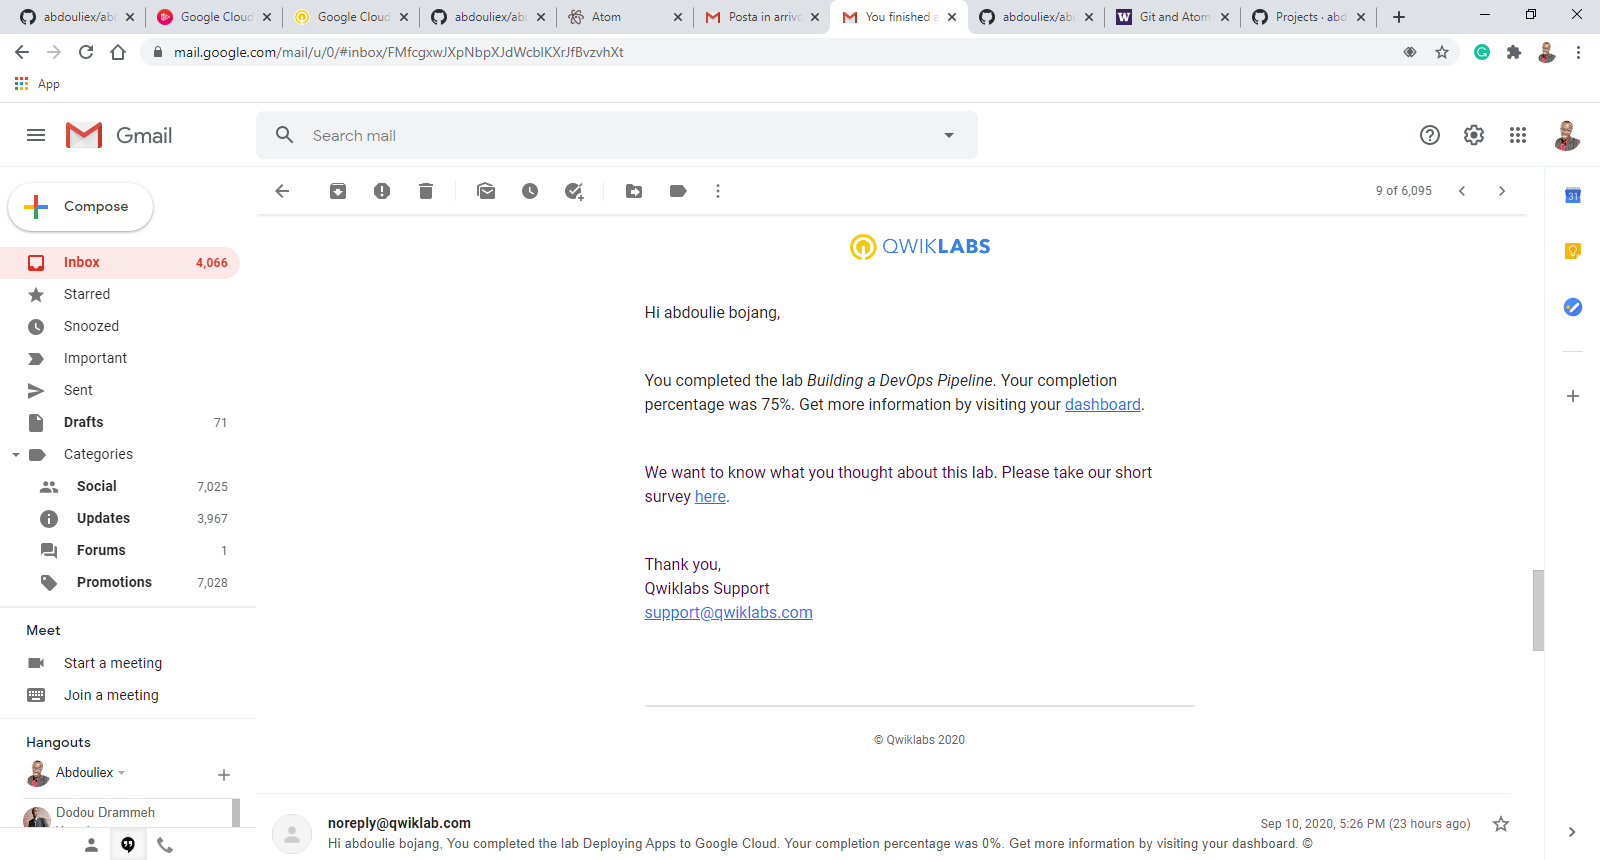 abdouliex/abd
Google Cloud
Google Cloud
abdouliex/abd
Atom
Posta in arrivo
You finished a
abdouliex/abd
W
Git and Atom
Projects · abd
mail.google.com/mail/u/0/#inbox/FMfcgxwJXpNbpXJdWcblKXrJfBvzvhXt
App
Gmail
Search mail
Compose
9 of 6,095
31
Inbox 4,066
Starred
Snoozed
Important
Sent
Drafts 71
Categories
Social 7,025
Updates 3,967
Forums 1
Promotions 7,028
Meet
Start a meeting
Join a meeting
Hangouts
Abdouliex
Dodou Drammeh
QWIKLABS
Hi abdoulie bojang,
You completed the lab Building a DevOps Pipeline. Your completion
percentage was 75%. Get more information by visiting your dashboard.
We want to know what you thought about this lab. Please take our short
survey here.
Thank you,
Qwiklabs Support
support@qwiklabs.com
© Qwiklabs 2020
noreply@qwiklab.com
Sep 10, 2020, 5:26 PM (23 hours ago)
Hi abdoulie bojang, You completed the lab Deploying Apps to Google Cloud. Your completion percentage was 0%. Get more information by visiting your dashboard. ©